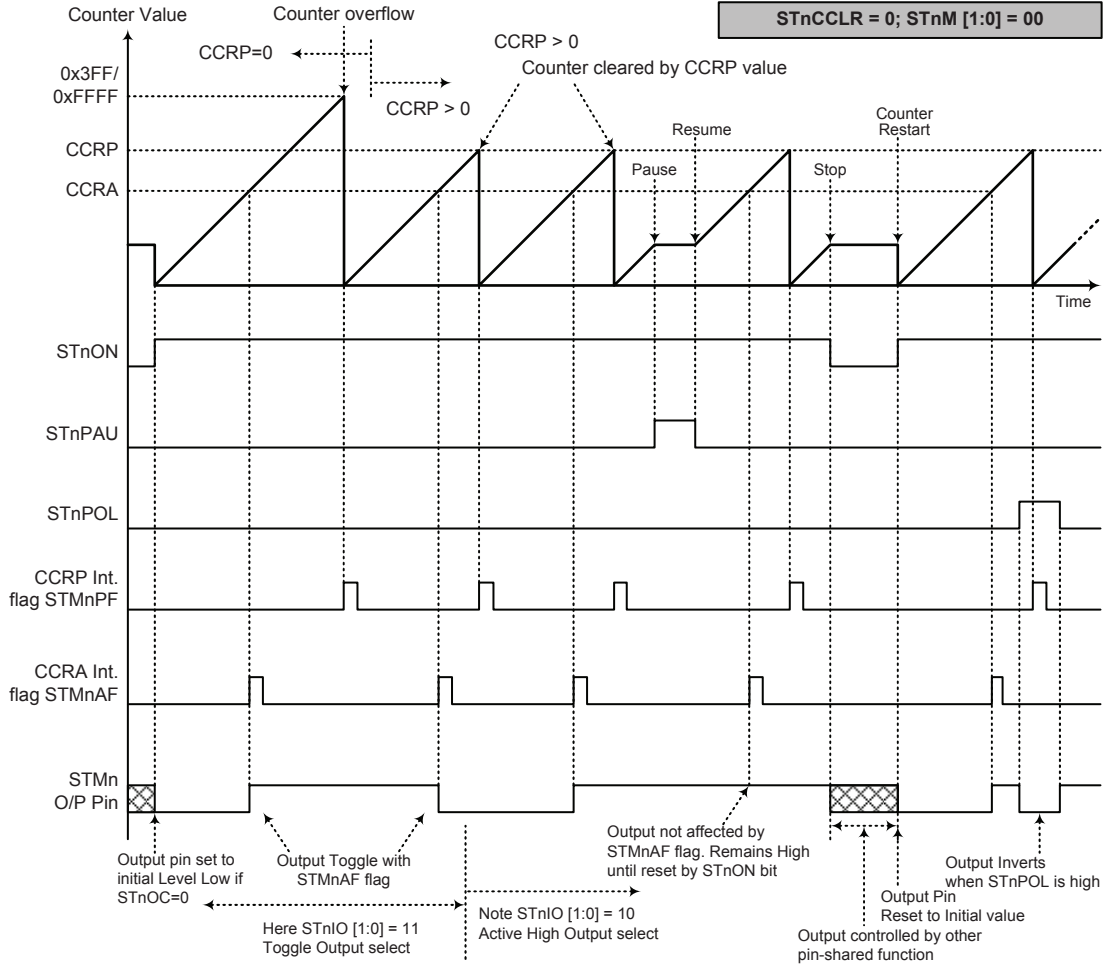 Counter Value
Counter overflow
STnCCLR = 0; STnM [1:0] = 00
CCRP=0
CCRP > 0
CCRP > 0
Counter cleared by CCRP value
0x3FF/
0xFFFF
CCRP
CCRA
Pause
Resume
Stop
Counter
Restart
Time
STnON
STnPAU
STnPOL
CCRP Int.
flag STMnPF
CCRA Int.
flag STMnAF
STMn
O/P Pin
Output pin set to
initial Level Low if
STnOC=0
Output Toggle with
STMnAF flag
Here STnIO [1:0] = 11
Toggle Output select
Note STnIO [1:0] = 10
Active High Output select
Output not affected by
STMnAF flag. Remains High
until reset by STnON bit
Output controlled by other
pin-shared function
Output Pin
Reset to Initial value
Output Inverts
when STnPOL is high